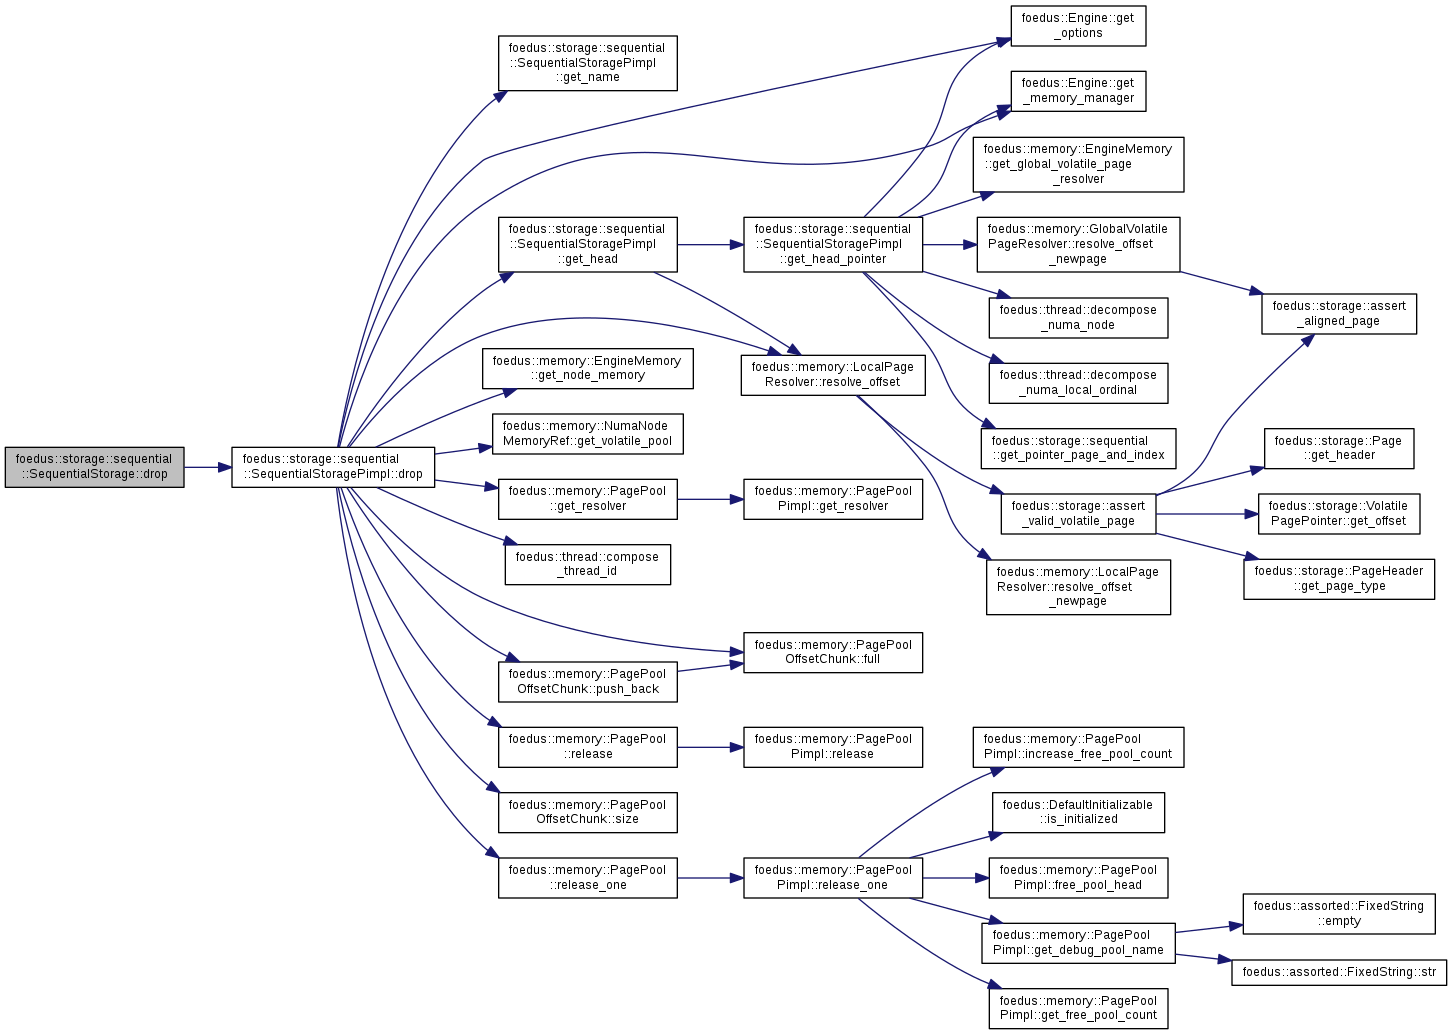 foedus::storage::sequential
::SequentialStorage::drop
foedus::storage::sequential
::SequentialStoragePimpl::drop
foedus::storage::sequential
::SequentialStoragePimpl
::get_name
foedus::storage::sequential
::SequentialStoragePimpl
::get_head
foedus::memory::EngineMemory
::get_node_memory
foedus::memory::NumaNode
MemoryRef::get_volatile_pool
foedus::memory::PagePool
::get_resolver
foedus::thread::compose
_thread_id
foedus::memory::PagePool
OffsetChunk::push_back
foedus::memory::PagePool
::release
foedus::memory::PagePool
OffsetChunk::size
foedus::memory::PagePool
::release_one
foedus::storage::sequential
::SequentialStoragePimpl
::get_head_pointer
foedus::memory::LocalPage
Resolver::resolve_offset
foedus::memory::PagePool
Pimpl::get_resolver
foedus::memory::PagePool
OffsetChunk::full
foedus::memory::PagePool
Pimpl::release
foedus::memory::PagePool
Pimpl::release_one
foedus::Engine::get
_options
foedus::Engine::get
_memory_manager
foedus::memory::EngineMemory
::get_global_volatile_page
_resolver
foedus::memory::GlobalVolatile
PageResolver::resolve_offset
_newpage
foedus::thread::decompose
_numa_node
foedus::thread::decompose
_numa_local_ordinal
foedus::storage::sequential
::get_pointer_page_and_index
foedus::storage::assert
_valid_volatile_page
foedus::memory::LocalPage
Resolver::resolve_offset
_newpage
foedus::memory::PagePool
Pimpl::increase_free_pool_count
foedus::DefaultInitializable
::is_initialized
foedus::memory::PagePool
Pimpl::free_pool_head
foedus::memory::PagePool
Pimpl::get_debug_pool_name
foedus::memory::PagePool
Pimpl::get_free_pool_count
foedus::storage::assert
_aligned_page
foedus::storage::Page
::get_header
foedus::storage::Volatile
PagePointer::get_offset
foedus::storage::PageHeader
::get_page_type
foedus::assorted::FixedString
::empty
foedus::assorted::FixedString::str